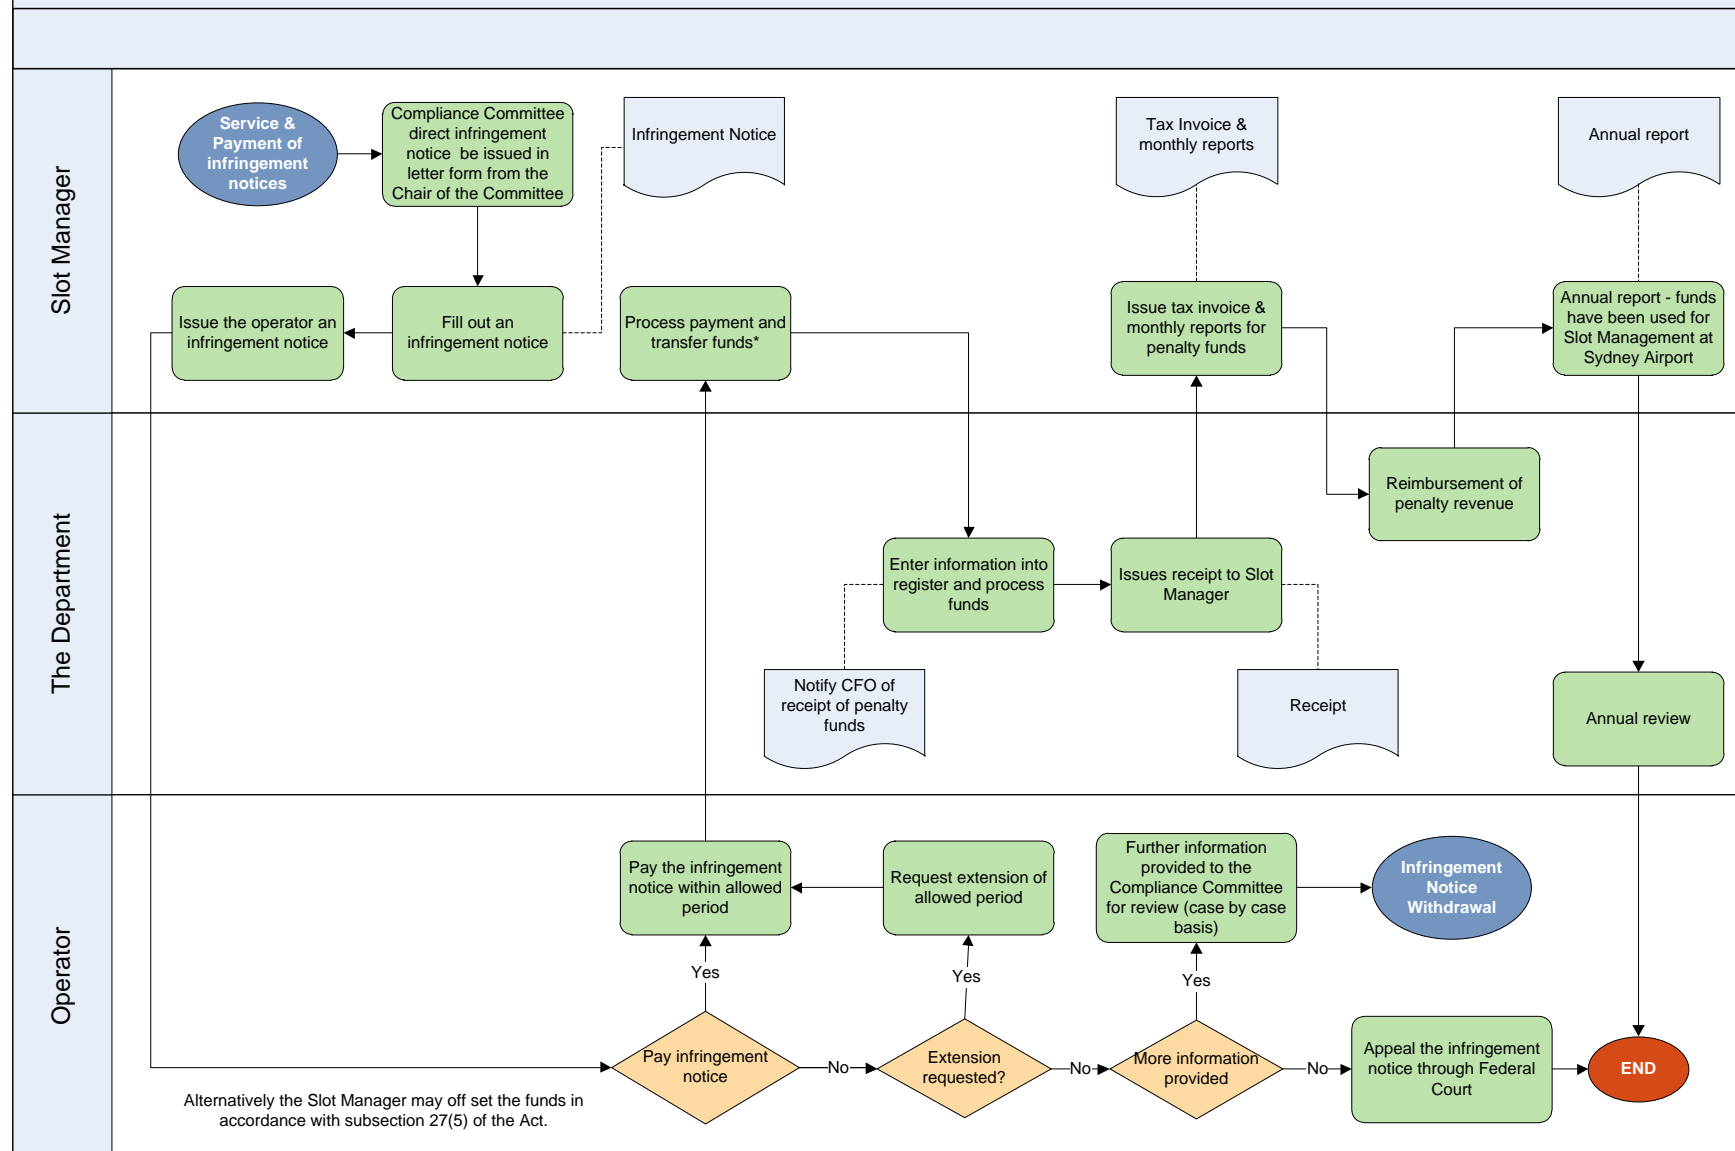 Slot Manager
Service &
Payment of
infringement
notices
Compliance Committee
direct infringement
notice be issued in
letter form from the
Chair of the Committee
Infringement Notice
Tax Invoice &
monthly reports
Annual report
Issue the operator an
infringement notice
Fill out an
infringement notice
Process payment and
transfer funds*
Issue tax invoice &
monthly reports for
penalty funds
Annual report - funds
have been used for
Slot Management at
Sydney Airport
The Department
Reimbursement of
penalty revenue
Enter information into
register and process
funds
Issues receipt to Slot
Manager
Notify CFO of
receipt of penalty
funds
Receipt
Annual review
Operator
Pay the infringement
notice within allowed
period
Request extension of
allowed period
Further information
provided to the
Compliance Committee
for review (case by case
basis)
Infringement
Notice
Withdrawal
Yes
Yes
Yes
Pay infringement
notice
No
Extension
requested?
No
More information
provided
No
Appeal the infringement
notice through Federal
Court
END
Alternatively the Slot Manager may off set the funds in
accordance with subsection 27(5) of the Act.